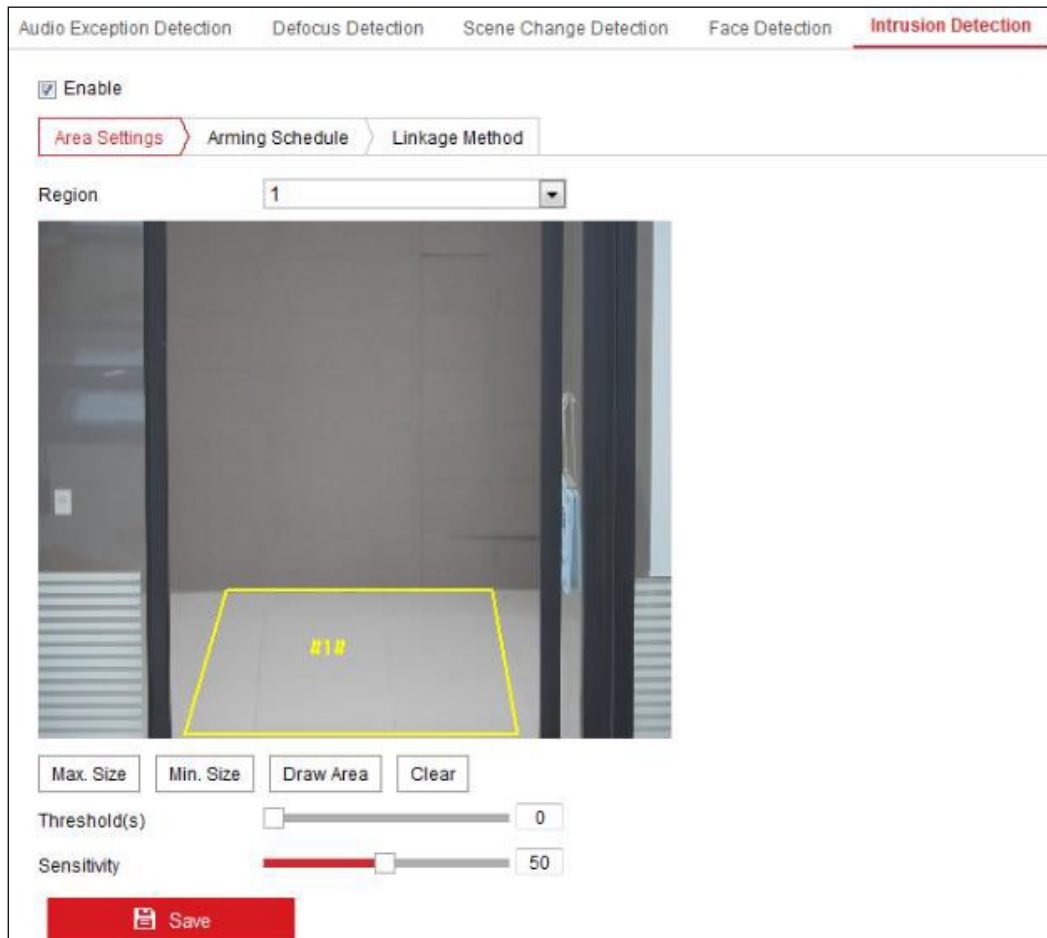 Audio Exception Detection Defocus Detection Scene Change Detection Face Detection Intrusion Detection
Enable
Area Settings Arming Schedule Linkage Method
Region 1
#1#
Max. Size Min. Size Draw Area Clear
Threshold(s) 0
Sensitivity 50
Save